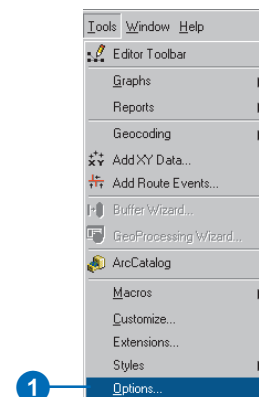 Tools Window Help
Editor Toolbar
Graphs
Reports
Geocoding
Add XY Data...
Add Route Events...
Buffer Wizard...
GeoProcessing Wizard...
ArcCatalog
Macros
Customize...
Extensions...
Styles
1 Options...